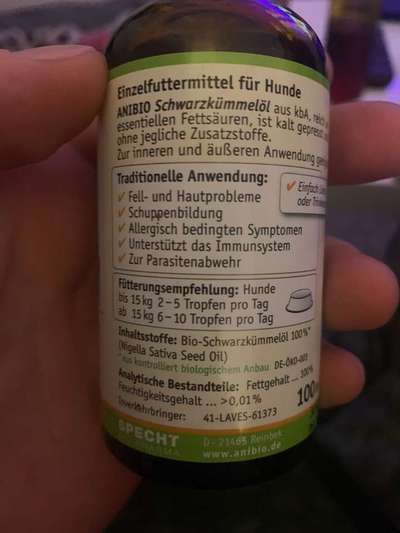 Einzelfuttermittel für Hunde
ANIBIO Schwarzkümmelöl aus kbA, reich
essentiellen Fettsäuren, ist kalt gepresst
ohne jegliche Zusatzstoffe.
Zur inneren und äußeren Anwendung
Traditionelle Anwendung:
✓ Fell- und Hautprobleme
✓ Schuppenbildung
✓ Allergisch bedingten Symptomen
✓ Unterstützt das Immunsystem
✓ Zur Parasitenabwehr
✓ Einfach
oder
Fütterungsempfehlung: Hunde
bis 15 kg 2-5 Tropfen pro Tag
ab 15 kg 6-10 Tropfen pro Tag
Inhaltsstoffe: Bio-Schwarzkümmelöl 100%*
(Nigella Sativa Seed Oil)
*aus kontrolliert biologischem Anbau DE-ÖKO-003
Analytische Bestandteile: Fettgehalt ... 100%
Feuchtigkeitsgehalt ... >0,01%
Inverkehrbringer: 41-LAVES-61373
100
SPECHT
D - 21465 Reinbek
www.anibio.de